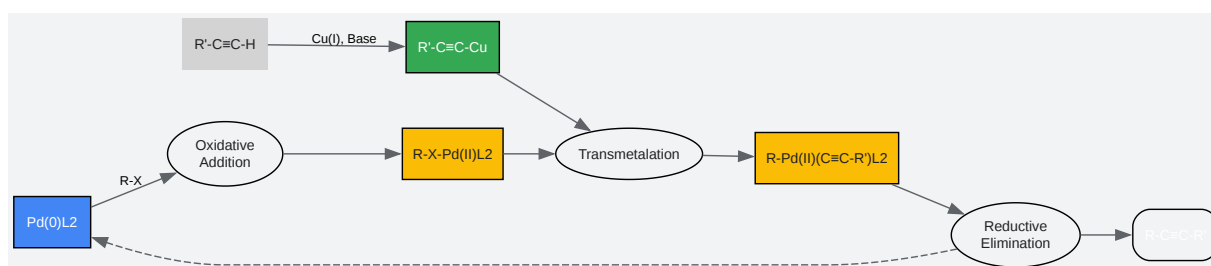 R'-C≡C-H
Cu(I), Base
R'-C≡C-Cu
Oxidative
Addition
R-X-Pd(II)L2
Transmetalation
R-Pd(II)(C≡C-R')L2
R-X
Pd(0)L2
Reductive
Elimination
R-C≡C-R'